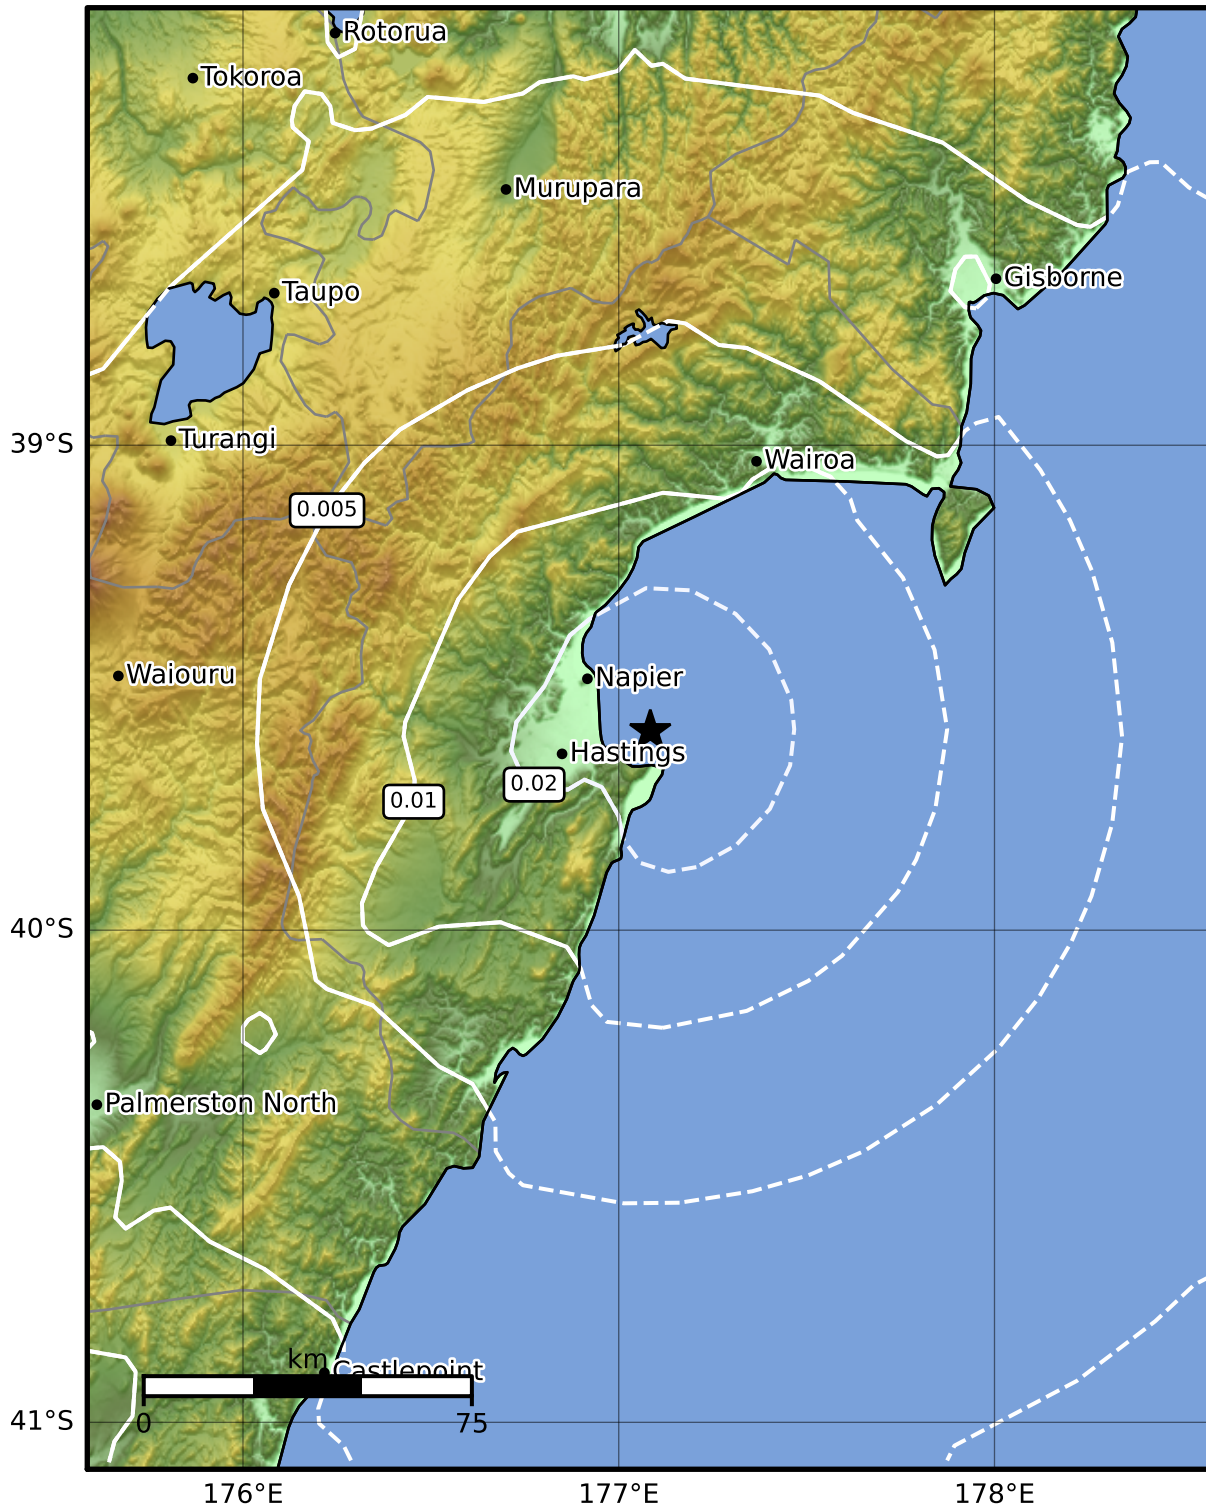 Rotorua
Tokoroa
Murupara
Gisborne
Taupo
Turangi
39°S
Wairoa
0.005
Waiouru
Napier
Hastings
0.02
0.01
40°S
Palmerston North
km
Castlepoint
0
75
41°S
176°E
177°E
178°E